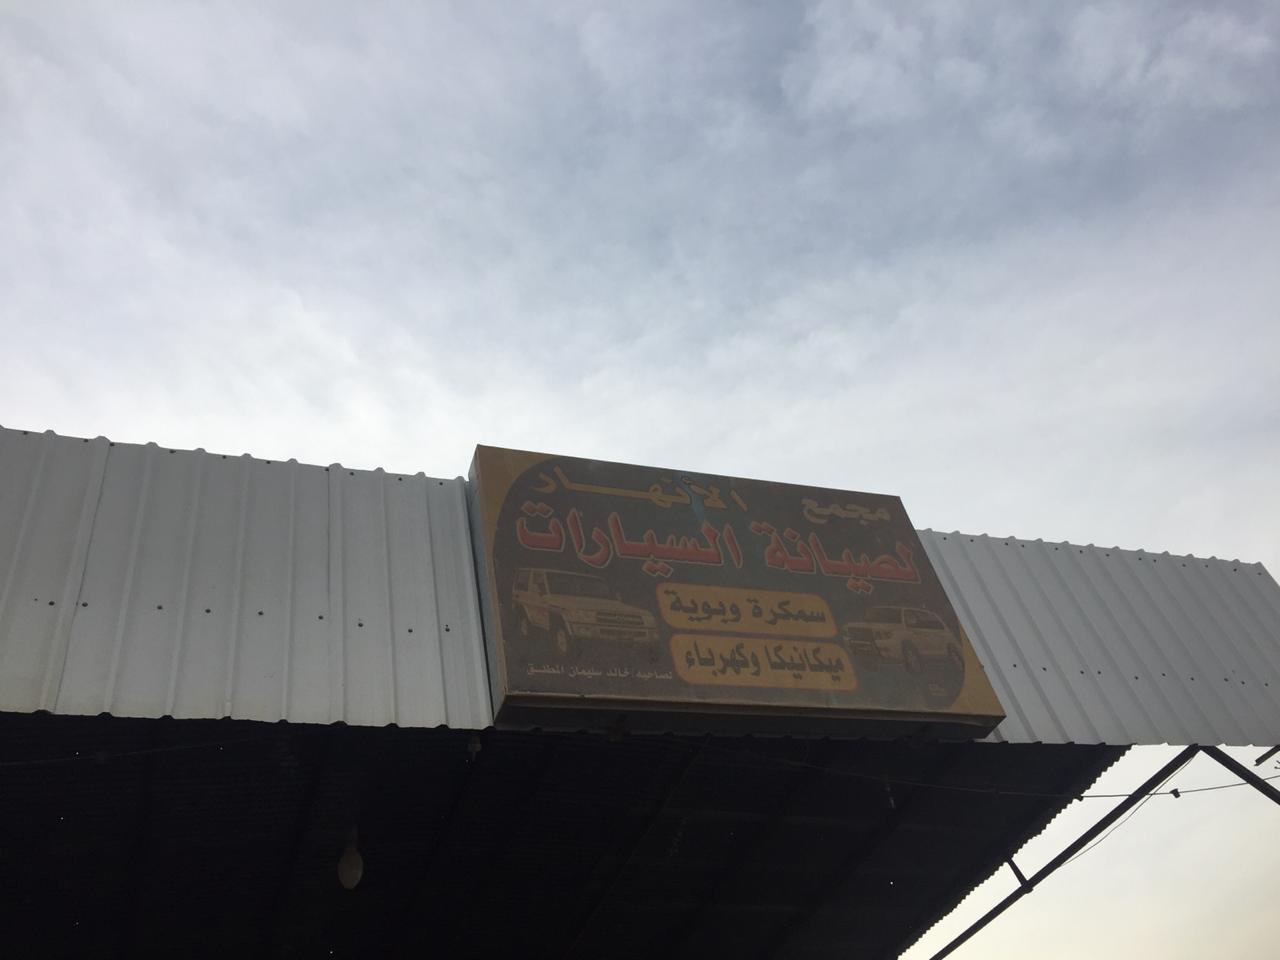 مجمع الأنهار
لصيانة السيارات
سمكرة وبوية
ميكانيكا وكهرباء
لصاحبه/خالد سليمان المطلق